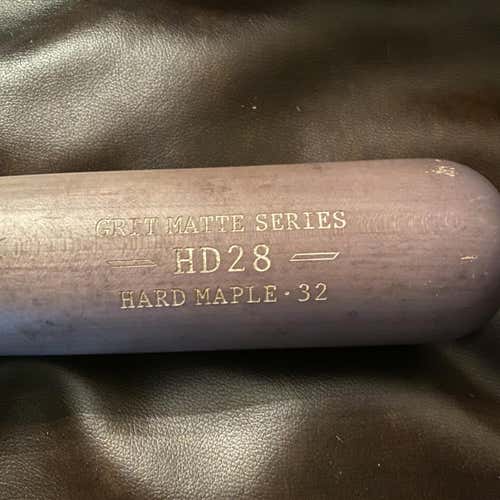 GRIT MATTE SERIES
— HD28 —
HARD MAPLE · 32